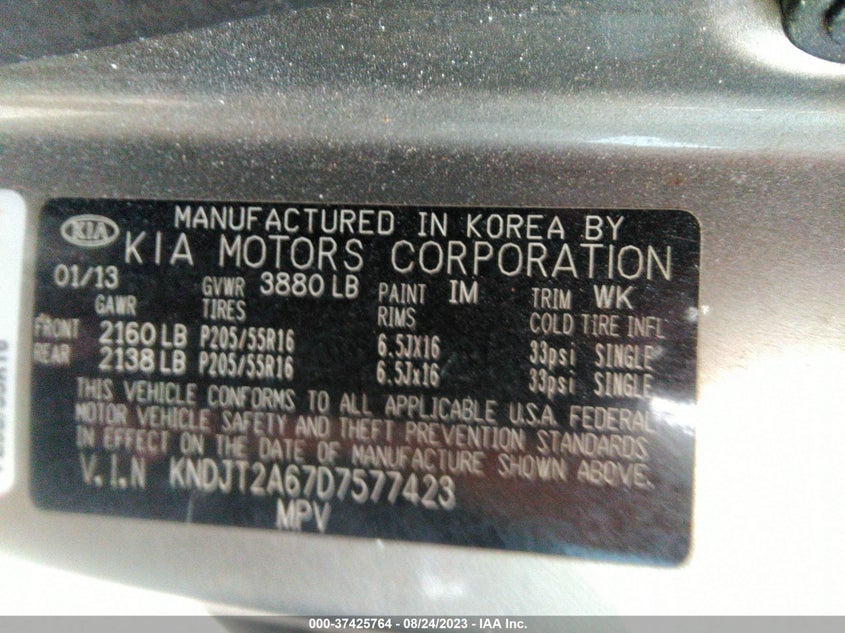 KIA MANUFACTURED IN KOREA BY
KIA MOTORS CORPORATION
01/13 GVWR 3880 LB PAINT IM TRIM WK
GAWR TIRES RIMS COLD TIRE INFL
FRONT 2160 LB P205/55R16 6.5JX16 33psi SINGLE
REAR 2138 LB P205/55R16 6.5Jx16 33psi SINGLE
THIS VEHICLE CONFORMS TO ALL APPLICABLE U.S.A. FEDERAL
MOTOR VEHICLE SAFETY AND THEFT PREVENTION STANDARDS
IN EFFECT ON THE DATE OF MANUFACTURE SHOWN ABOVE.
V.I.N KNDJT2A67D7577423
MPV
000-37425764 - 08/24/2023 - IAA Inc.